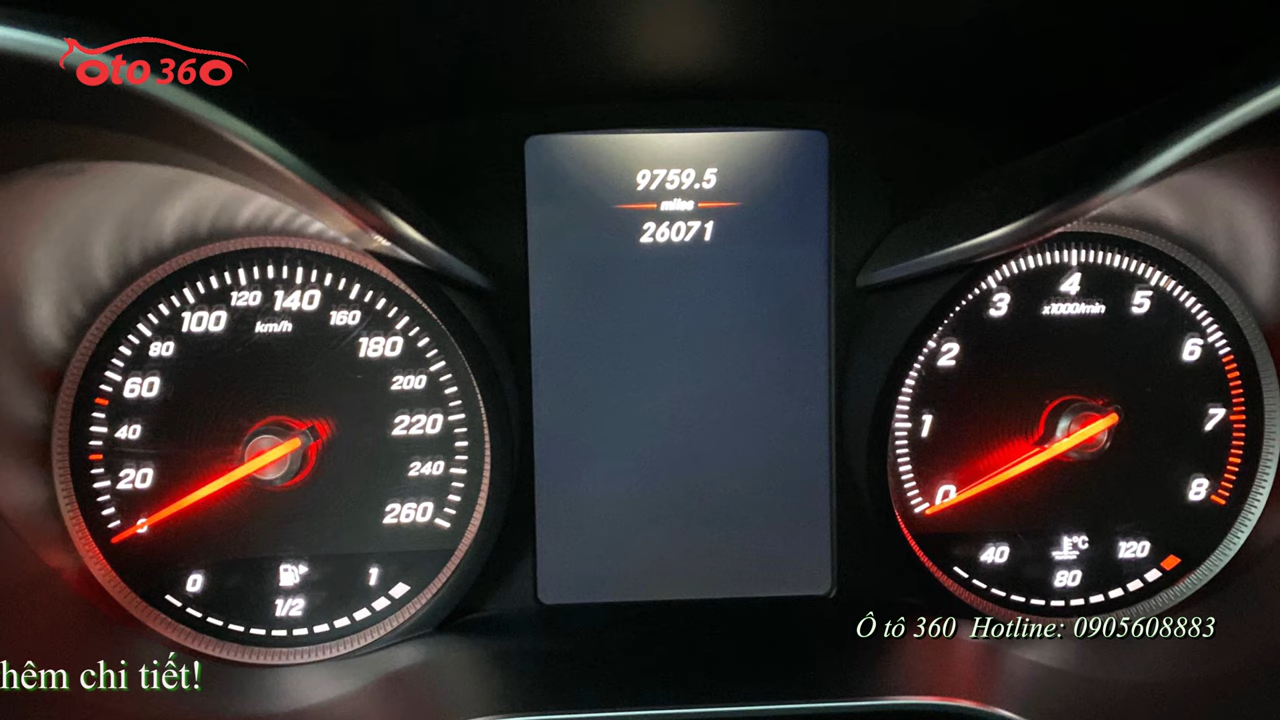 oto 360
9759.5
miles
26071
0 20 40 60 80 100 120 140 160 180 200 220 240 260
km/h
0 1/2 1
0 1 2 3 4 5 6 7 8
x1000/min
40 80 120
°C
Ô tô 360 Hotline: 0905608883
hêm chi tiết!